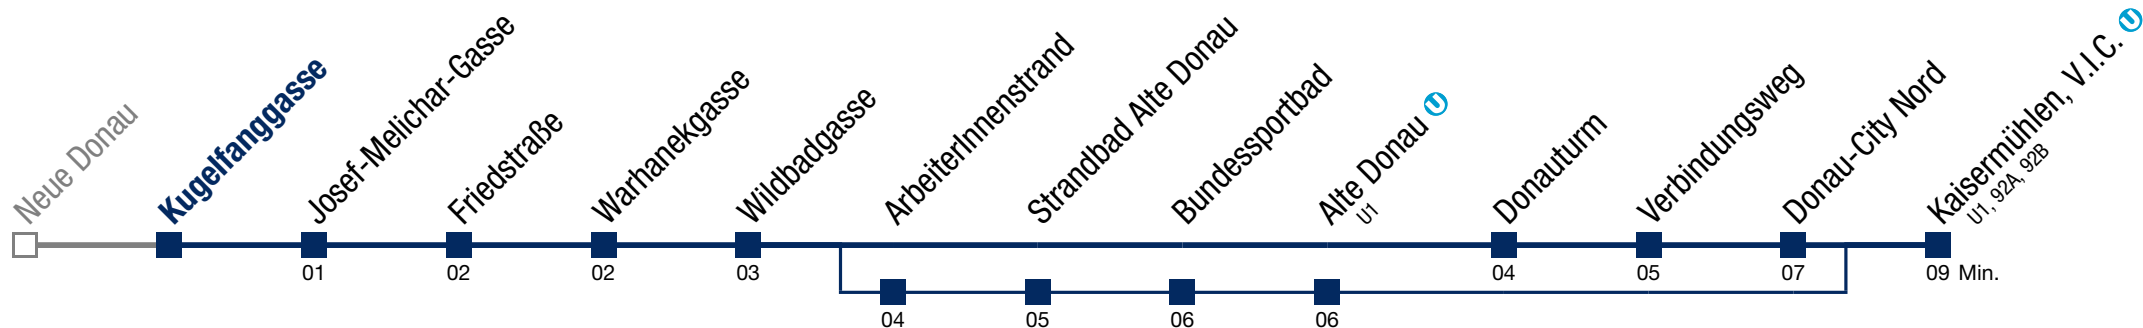 Neue Donau
Kugelfanggasse
Josef-Melichar-Gasse
Friedstraße
Warhanekgasse
Wildbadgasse
ArbeiterInnenstrand
Strandbad Alte Donau
Bundessportbad
Alte Donau U
U1
Donauturm
Verbindungsweg
Donau-City Nord
Kaisermühlen, V.I.C. U
U1, 92A, 92B
01 02 02 03 04 05 07 09 Min.
04 05 06 06